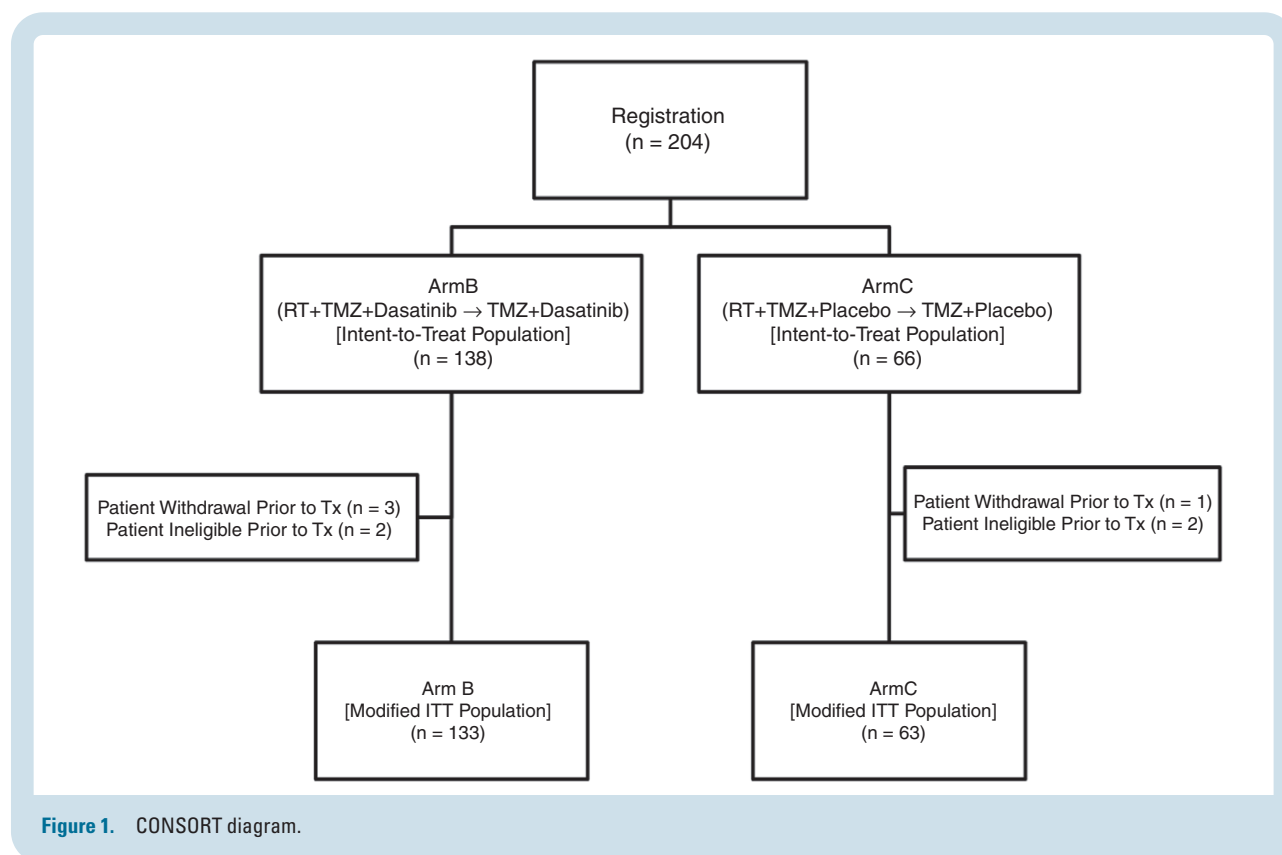 Registration
(n = 204)
ArmB
(RT+TMZ+Dasatinib → TMZ+Dasatinib)
[Intent-to-Treat Population]
(n = 138)
ArmC
(RT+TMZ+Placebo → TMZ+Placebo)
[Intent-to-Treat Population]
(n = 66)
Patient Withdrawal Prior to Tx (n = 3)
Patient Ineligible Prior to Tx (n = 2)
Patient Withdrawal Prior to Tx (n = 1)
Patient Ineligible Prior to Tx (n = 2)
Arm B
[Modified ITT Population]
(n = 133)
ArmC
[Modified ITT Population]
(n = 63)
Figure 1. CONSORT diagram.